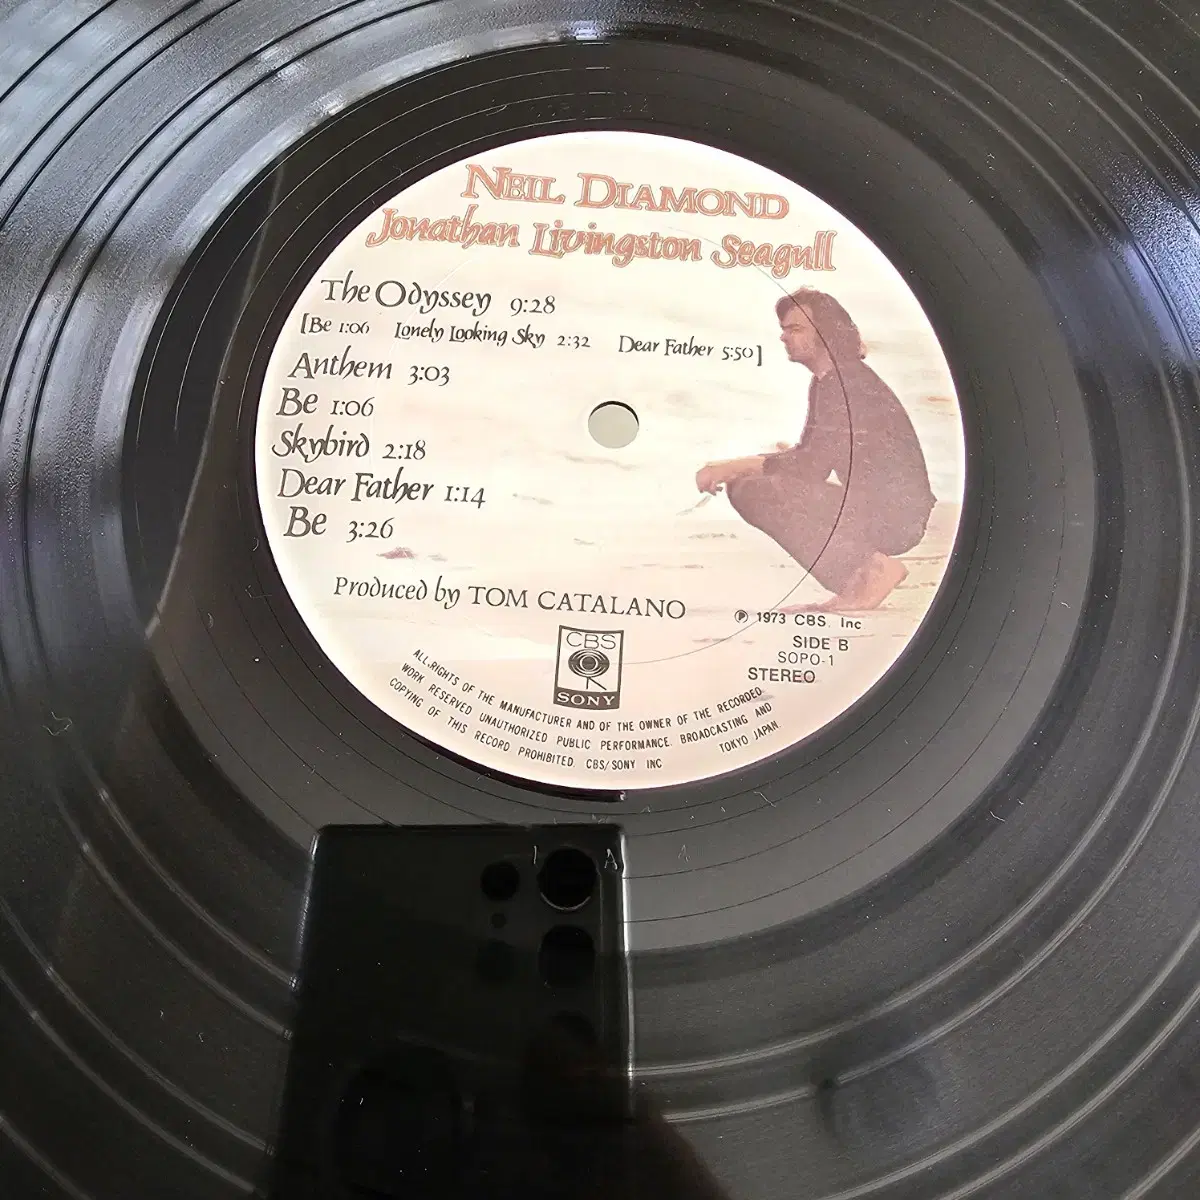 NEIL DIAMOND
Jonathan Livingston Seagull
The Odyssey 9:28
[Be 1:06 Lonely Looking Sky 2:32 Dear Father 5:50]
Anthem 3:03
Be 1:06
Skybird 2:18
Dear Father 1:14
Be 3:26
Produced by TOM CATALANO
Ⓟ 1973 CBS. Inc
SIDE B
SOPO-1
STEREO
CBS
SONY
ALL.RIGHTS OF THE MANUFACTURER AND OF THE OWNER OF THE RECORDED
WORK RESERVED UNAUTHORIZED PUBLIC PERFORMANCE. BROADCASTING AND
COPYING OF THIS RECORD PROHIBITED. CBS/SONY INC TOKYO JAPAN
1 A 4